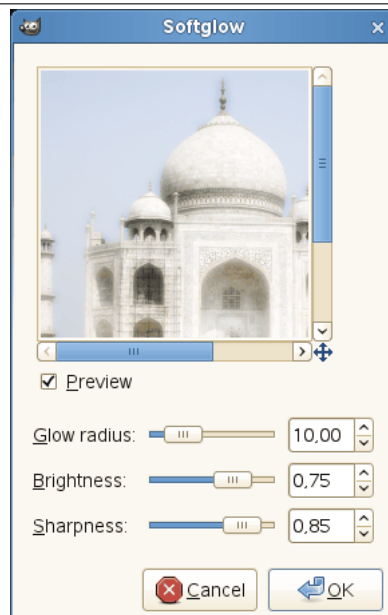 Softglow
Preview
Glow radius: 10,00
Brightness: 0,75
Sharpness: 0,85
Cancel OK